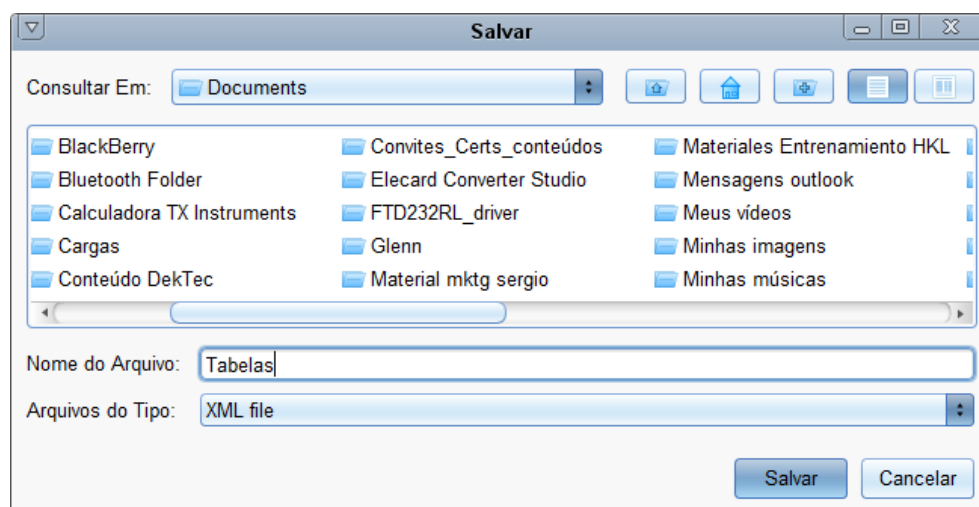 Salvar
Consultar Em: Documents
BlackBerry Convites_Certs_conteúdos Materiales Entrenamiento HKL
Bluetooth Folder Elecard Converter Studio Mensagens outlook
Calculadora TX Instruments FTD232RL_driver Meus vídeos
Cargas Glenn Minhas imagens
Conteúdo DekTec Material mktg sergio Minhas músicas
Nome do Arquivo: Tabelas
Arquivos do Tipo: XML file
Salvar Cancelar